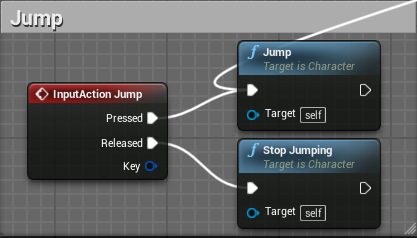 Jump
InputAction Jump
Pressed
Released
Key
f Jump
Target is Character
Target self
f Stop Jumping
Target is Character
Target self